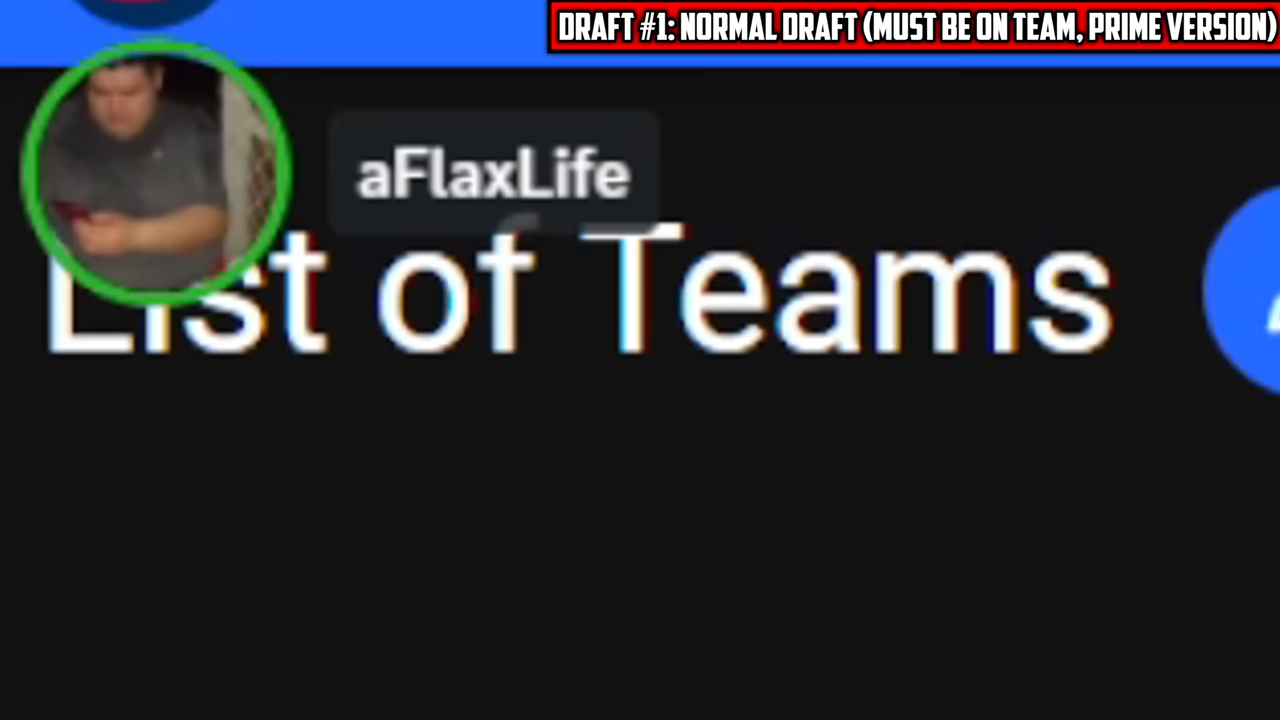 DRAFT #1: NORMAL DRAFT (MUST BE ON TEAM, PRIME VERSION)
aFlaxLife
List of Teams